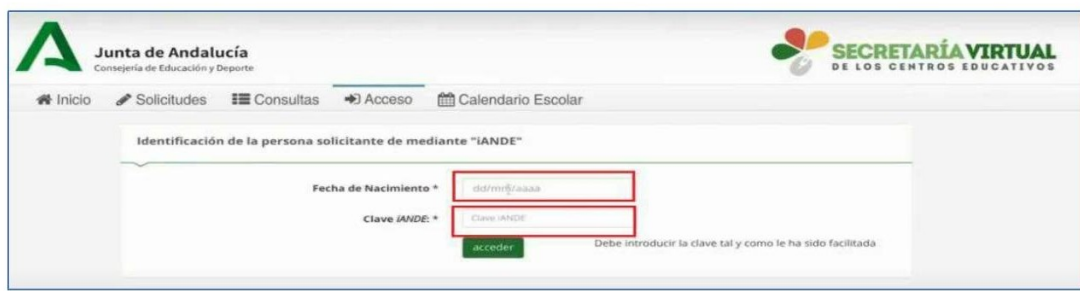 Junta de Andalucía
Consejería de Educación y Deporte
SECRETARÍA VIRTUAL
DE LOS CENTROS EDUCATIVOS
Inicio Solicitudes Consultas Acceso Calendario Escolar
Identificación de la persona solicitante de mediante "iANDE"
Fecha de Nacimiento * dd/mm/aaaa
Clave iANDE: * Clave iANDE
acceder Debe introducir la clave tal y como le ha sido facilitada